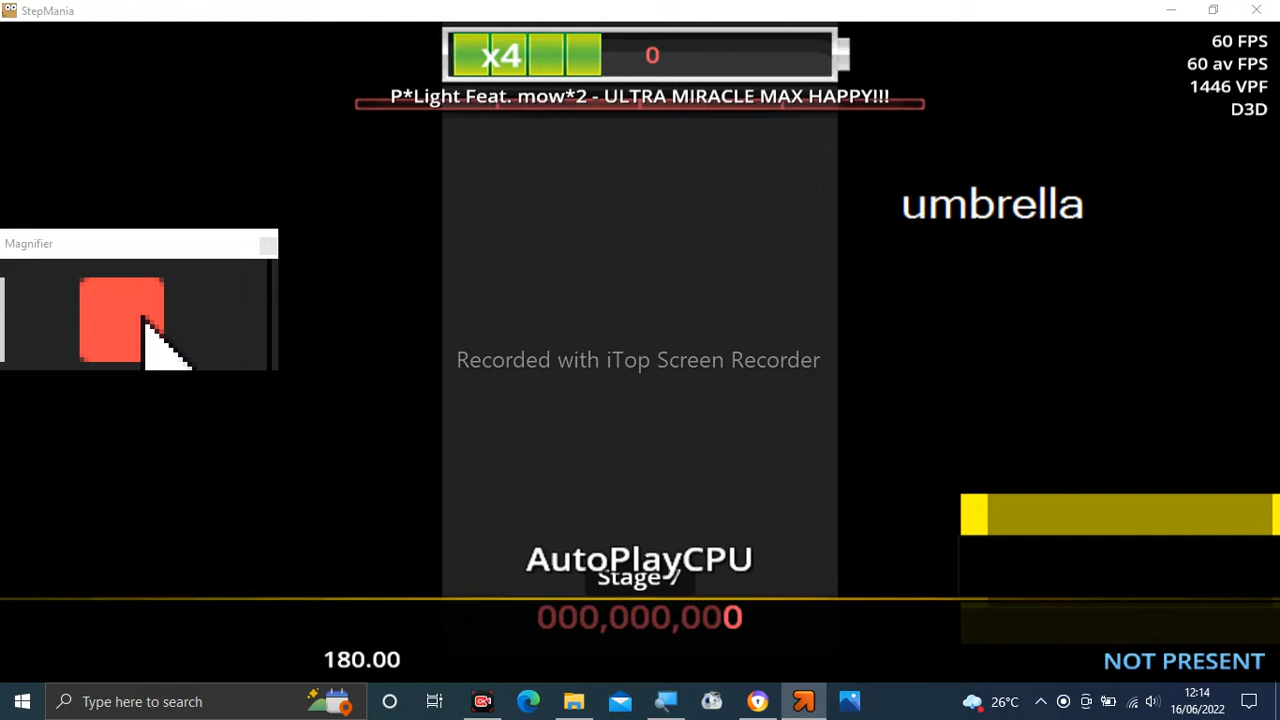 StepMania
60 FPS
60 av FPS
1446 VPF
D3D
x4
0
P*Light Feat. mow*2 - ULTRA MIRACLE MAX HAPPY!!!
umbrella
Magnifier
Recorded with iTop Screen Recorder
AutoPlayCPU
Stage 7
000,000,000
180.00
NOT PRESENT
Type here to search
26°C
12:14
16/06/2022